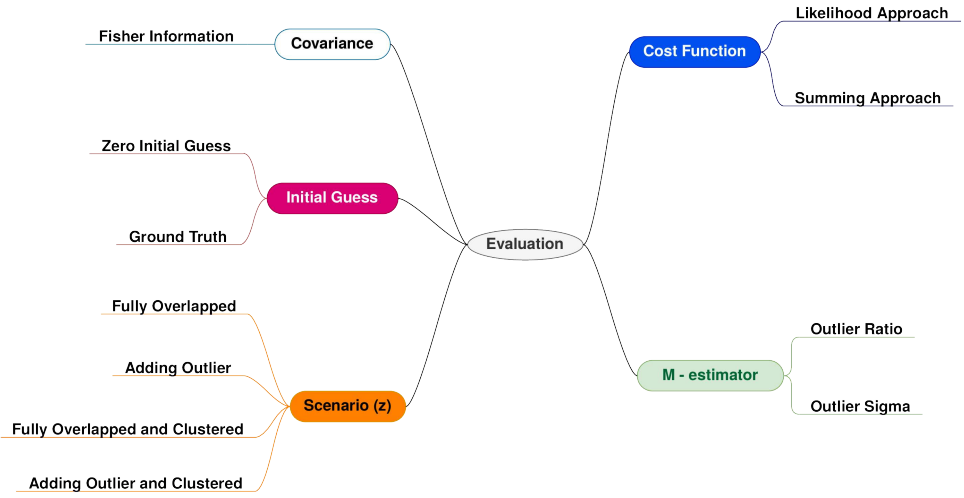 Evaluation
Covariance
Fisher Information
Initial Guess
Zero Initial Guess
Ground Truth
Scenario (z)
Fully Overlapped
Adding Outlier
Fully Overlapped and Clustered
Adding Outlier and Clustered
Cost Function
Likelihood Approach
Summing Approach
M - estimator
Outlier Ratio
Outlier Sigma